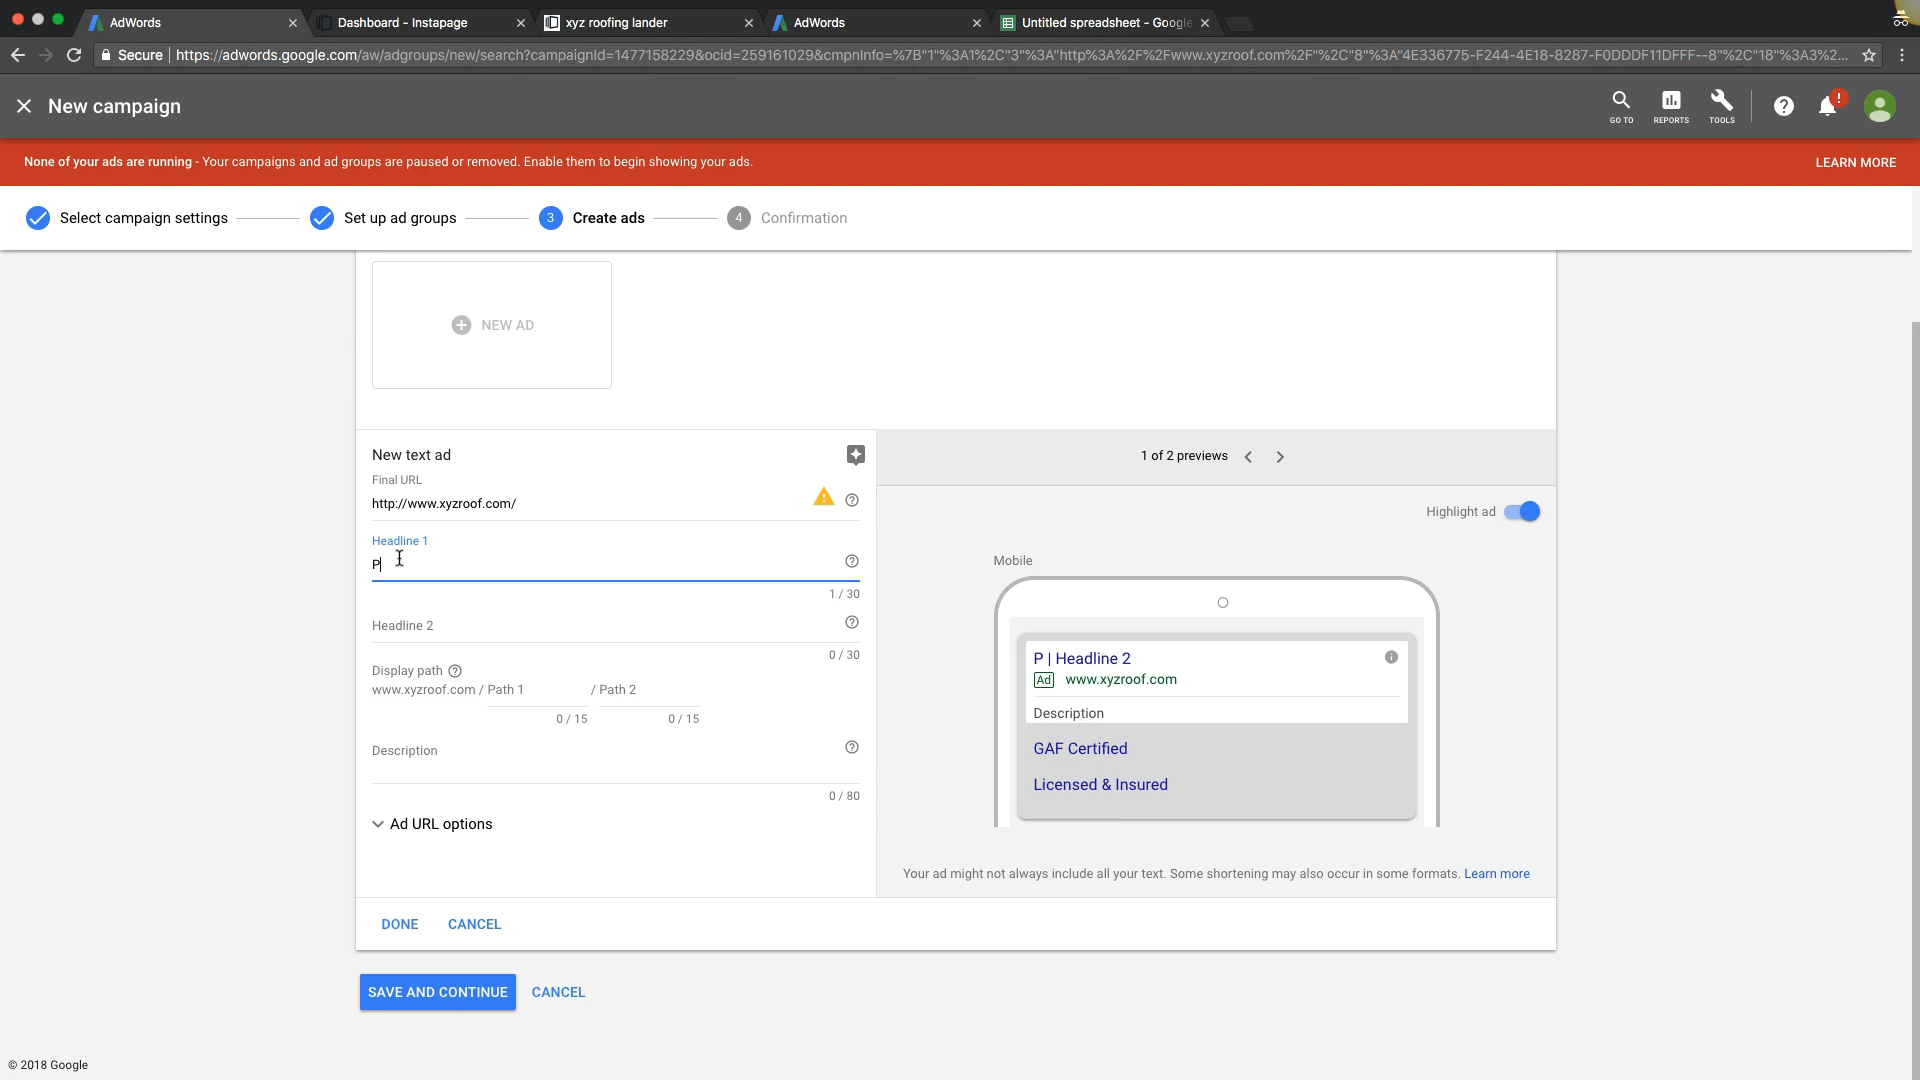 AdWords
Dashboard - Instapage
xyz roofing lander
AdWords
Untitled spreadsheet - Google
Secure
https://adwords.google.com/aw/adgroups/new/search?campaignId=1477158229&ocid=259161029&cmpnInfo=%7B"1"%3A1%2C"3"%3A"http%3A%2F%2Fwww.xyzroof.com%2F"%2C"8"%3A"4E336775-F244-4E18-8287-F0DDDF11DFFF--8"%2C"18"%3A3%2...
New campaign
GO TO
REPORTS
TOOLS
None of your ads are running - Your campaigns and ad groups are paused or removed. Enable them to begin showing your ads.
LEARN MORE
Select campaign settings
Set up ad groups
3 Create ads
4 Confirmation
NEW AD
New text ad
Final URL
http://www.xyzroof.com/
Headline 1
P
1 / 30
Headline 2
0 / 30
Display path
www.xyzroof.com / Path 1 / Path 2
0 / 15
0 / 15
Description
0 / 80
Ad URL options
1 of 2 previews
Highlight ad
Mobile
P | Headline 2
Ad www.xyzroof.com
Description
GAF Certified
Licensed & Insured
Your ad might not always include all your text. Some shortening may also occur in some formats. Learn more
DONE
CANCEL
SAVE AND CONTINUE
CANCEL
© 2018 Google